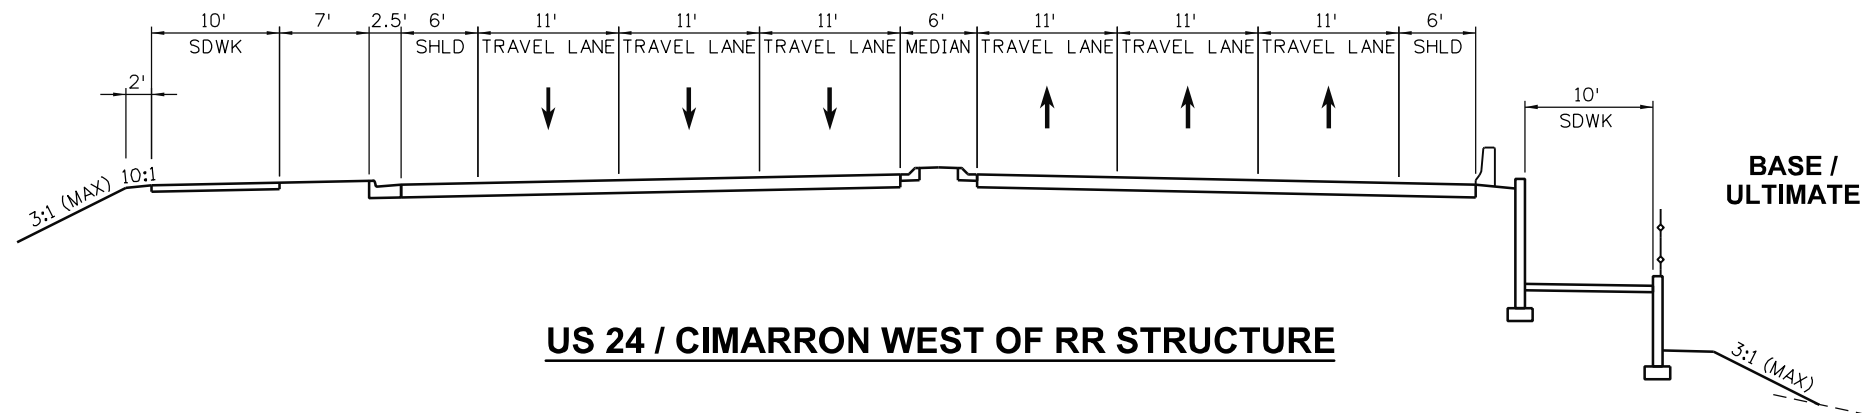 10' 7' 2.5' 6' 11' 11' 11' 6' 11' 11' 11' 6'
SDWK SHLD TRAVEL LANE TRAVEL LANE TRAVEL LANE MEDIAN TRAVEL LANE TRAVEL LANE TRAVEL LANE SHLD
2'
10'
SDWK
3:1 (MAX) 10:1
BASE /
ULTIMATE
US 24 / CIMARRON WEST OF RR STRUCTURE
3:1 (MAX)